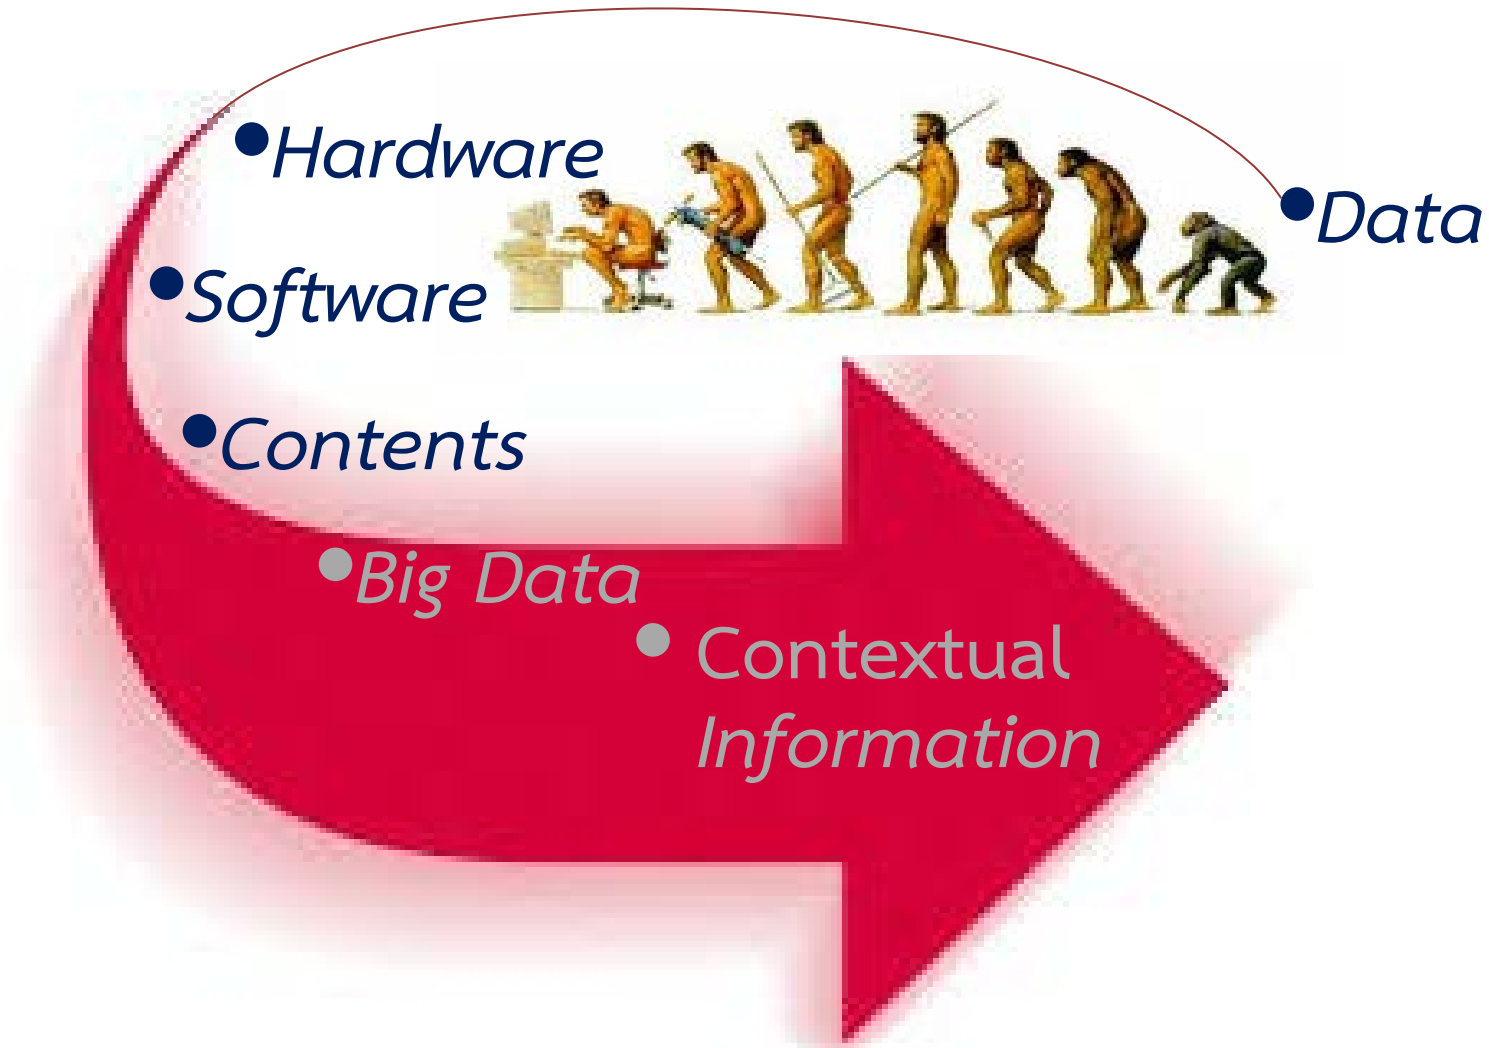 •Hardware
•Data
•Software
•Contents
•Big Data
• Contextual
Information